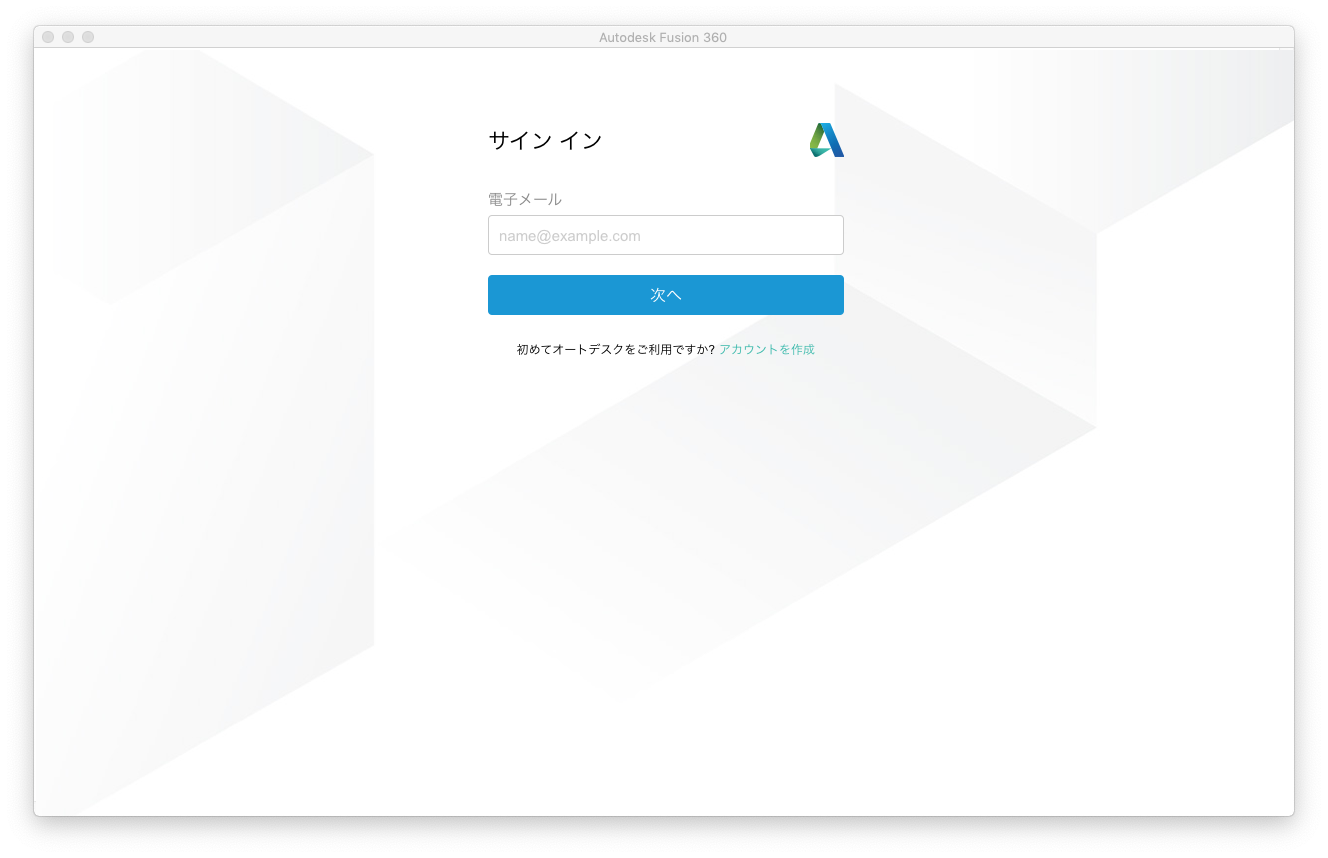 Autodesk Fusion 360
サイン イン
電子メール
name@example.com
次へ
初めてオートデスクをご利用ですか? アカウントを作成